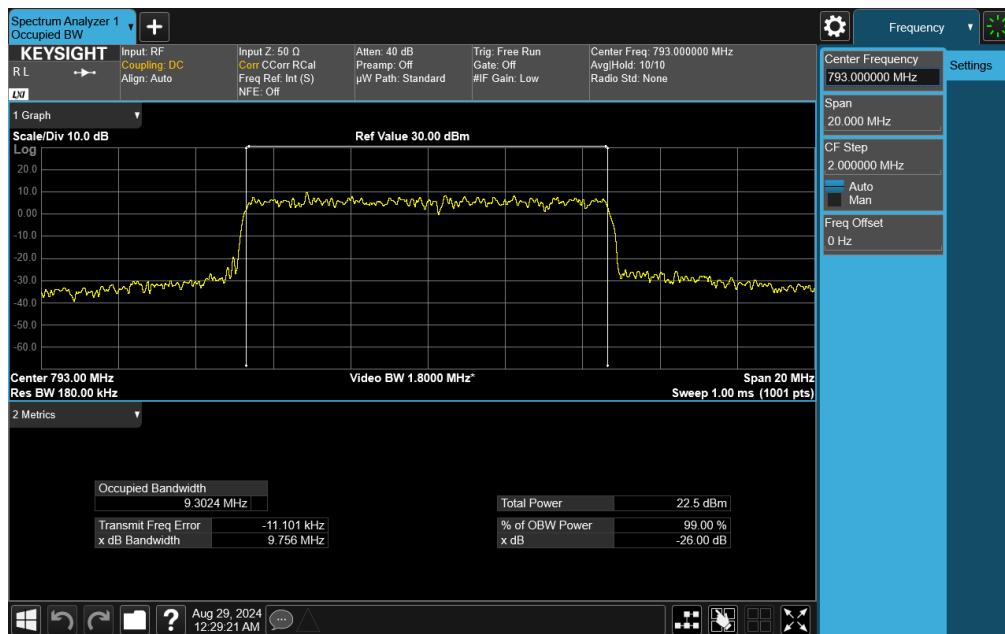 Spectrum Analyzer 1
Occupied BW
Frequency
KEYSIGHT
R L
LXI
Input: RF
Coupling: DC
Align: Auto
Input Z: 50 Ω
Corr CCorr RCal
Freq Ref: Int (S)
NFE: Off
Atten: 40 dB
Preamp: Off
µW Path: Standard
Trig: Free Run
Gate: Off
#IF Gain: Low
Center Freq: 793.000000 MHz
Avg|Hold: 10/10
Radio Std: None
Center Frequency
793.000000 MHz
Settings
Span
20.000 MHz
CF Step
2.000000 MHz
Auto
Man
Freq Offset
0 Hz
1 Graph
Scale/Div 10.0 dB
Ref Value 30.00 dBm
Log
20.0
10.0
0.00
-10.0
-20.0
-30.0
-40.0
-50.0
-60.0
Center 793.00 MHz
Video BW 1.8000 MHz*
Span 20 MHz
Res BW 180.00 kHz
Sweep 1.00 ms (1001 pts)
2 Metrics
Occupied Bandwidth
9.3024 MHz
Total Power 22.5 dBm
Transmit Freq Error -11.101 kHz
% of OBW Power 99.00 %
x dB Bandwidth 9.756 MHz
x dB -26.00 dB
Aug 29, 2024
12:29:21 AM